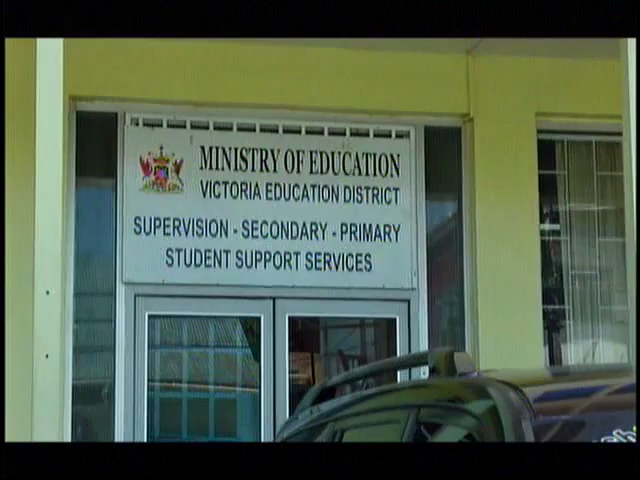 MINISTRY OF EDUCATION
VICTORIA EDUCATION DISTRICT
SUPERVISION - SECONDARY - PRIMARY
STUDENT SUPPORT SERVICES